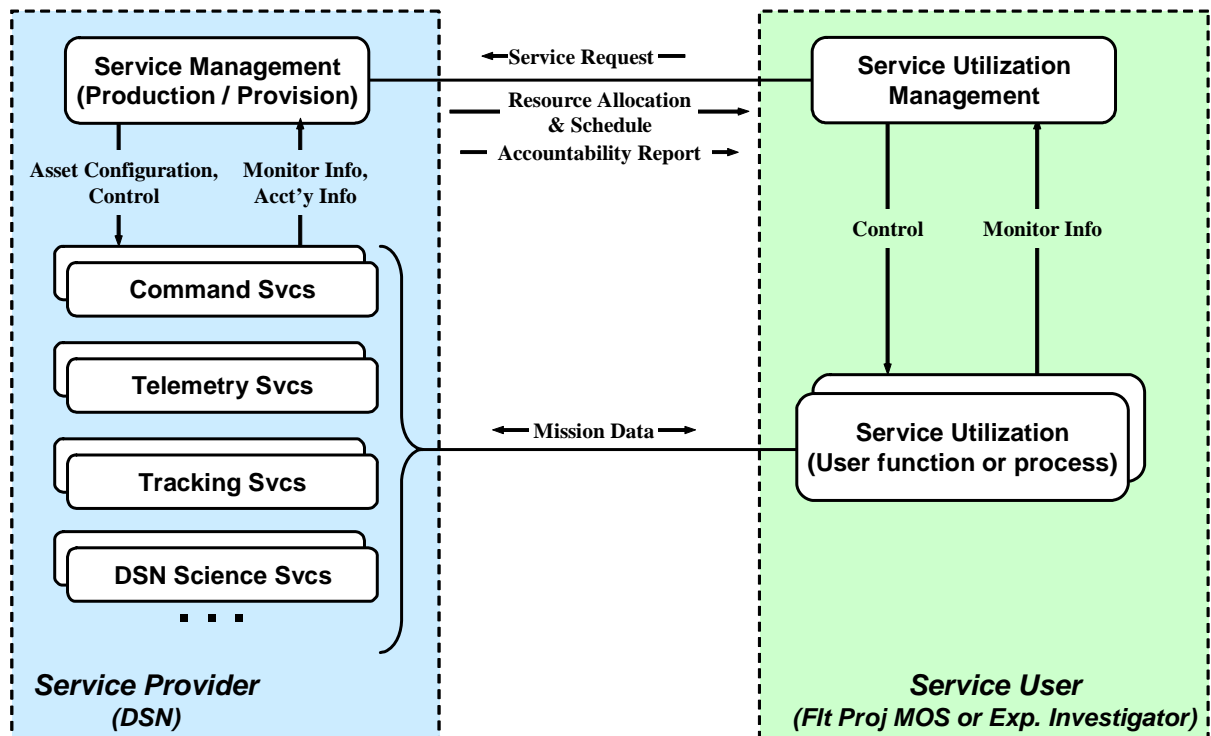 Service Management
(Production / Provision)
Service Request
Resource Allocation
& Schedule
Accountability Report
Service Utilization
Management
Asset Configuration,
Control
Monitor Info,
Acct'y Info
Control
Monitor Info
Command Svcs
Telemetry Svcs
Tracking Svcs
DSN Science Svcs
. . .
Mission Data
Service Utilization
(User function or process)
Service Provider
(DSN)
Service User
(Flt Proj MOS or Exp. Investigator)